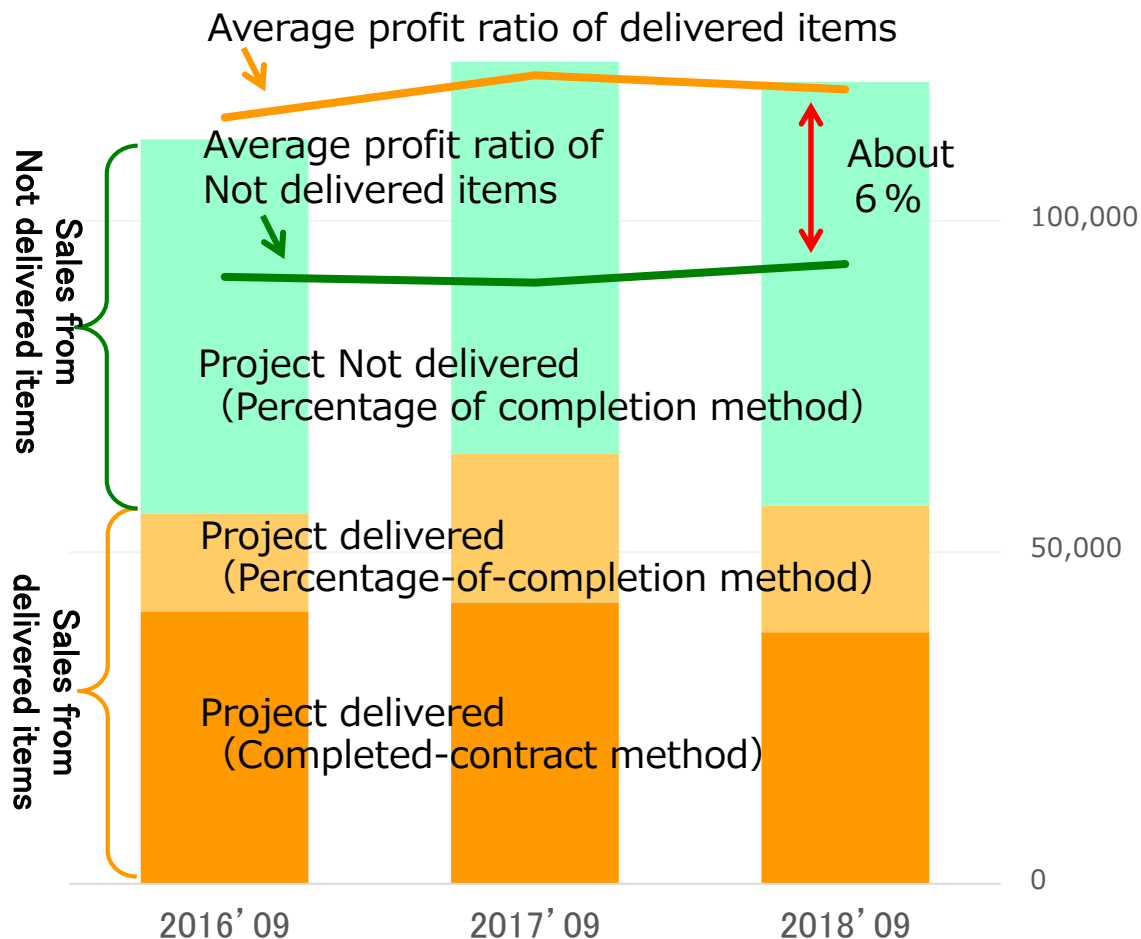 Average profit ratio of delivered items
Average profit ratio of
Not delivered items
About
6%
Sales from
Not delivered items
100,000
Project Not delivered
（Percentage of completion method）
Project delivered
（Percentage-of-completion method）
50,000
Sales from
delivered items
Project delivered
（Completed-contract method）
0
2016’09
2017’09
2018’09